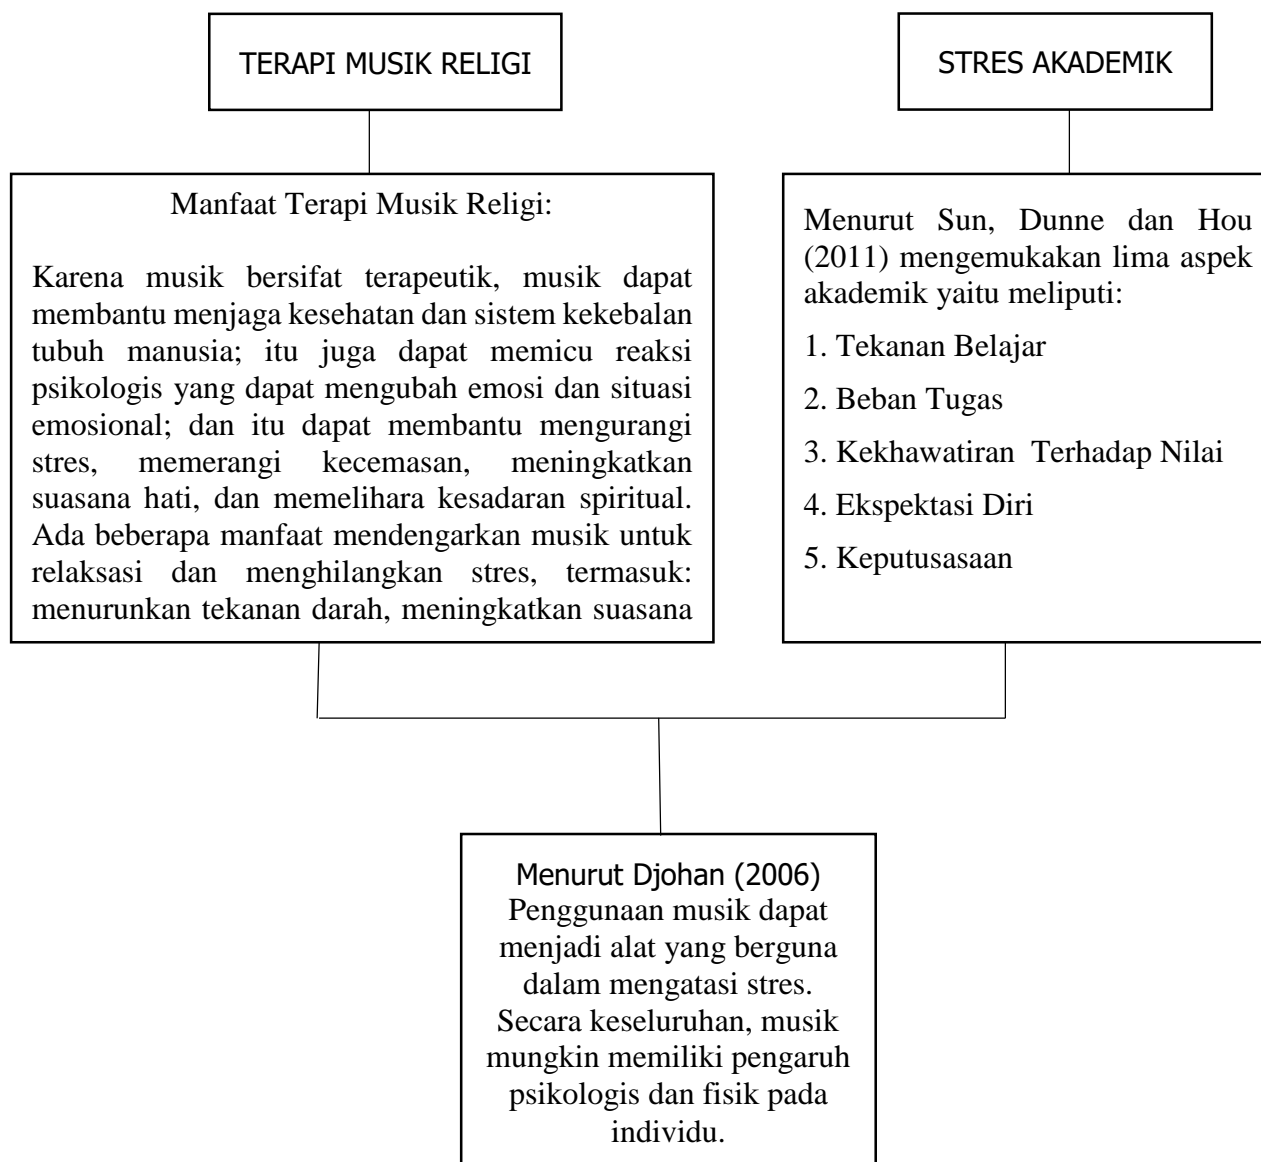 TERAPI MUSIK RELIGI
STRES AKADEMIK
Manfaat Terapi Musik Religi:
Karena musik bersifat terapeutik, musik dapat
membantu menjaga kesehatan dan sistem kekebalan
tubuh manusia; itu juga dapat memicu reaksi
psikologis yang dapat mengubah emosi dan situasi
emosional; dan itu dapat membantu mengurangi
stres, memerangi kecemasan, meningkatkan
suasana hati, dan memelihara kesadaran spiritual.
Ada beberapa manfaat mendengarkan musik untuk
relaksasi dan menghilangkan stres, termasuk:
menurunkan tekanan darah, meningkatkan suasana
Menurut Sun, Dunne dan Hou
(2011) mengemukakan lima aspek
akademik yaitu meliputi:
1. Tekanan Belajar
2. Beban Tugas
3. Kekhawatiran Terhadap Nilai
4. Ekspektasi Diri
5. Keputusasaan
Menurut Djohan (2006)
Penggunaan musik dapat
menjadi alat yang berguna
dalam mengatasi stres.
Secara keseluruhan, musik
mungkin memiliki pengaruh
psikologis dan fisik pada
individu.